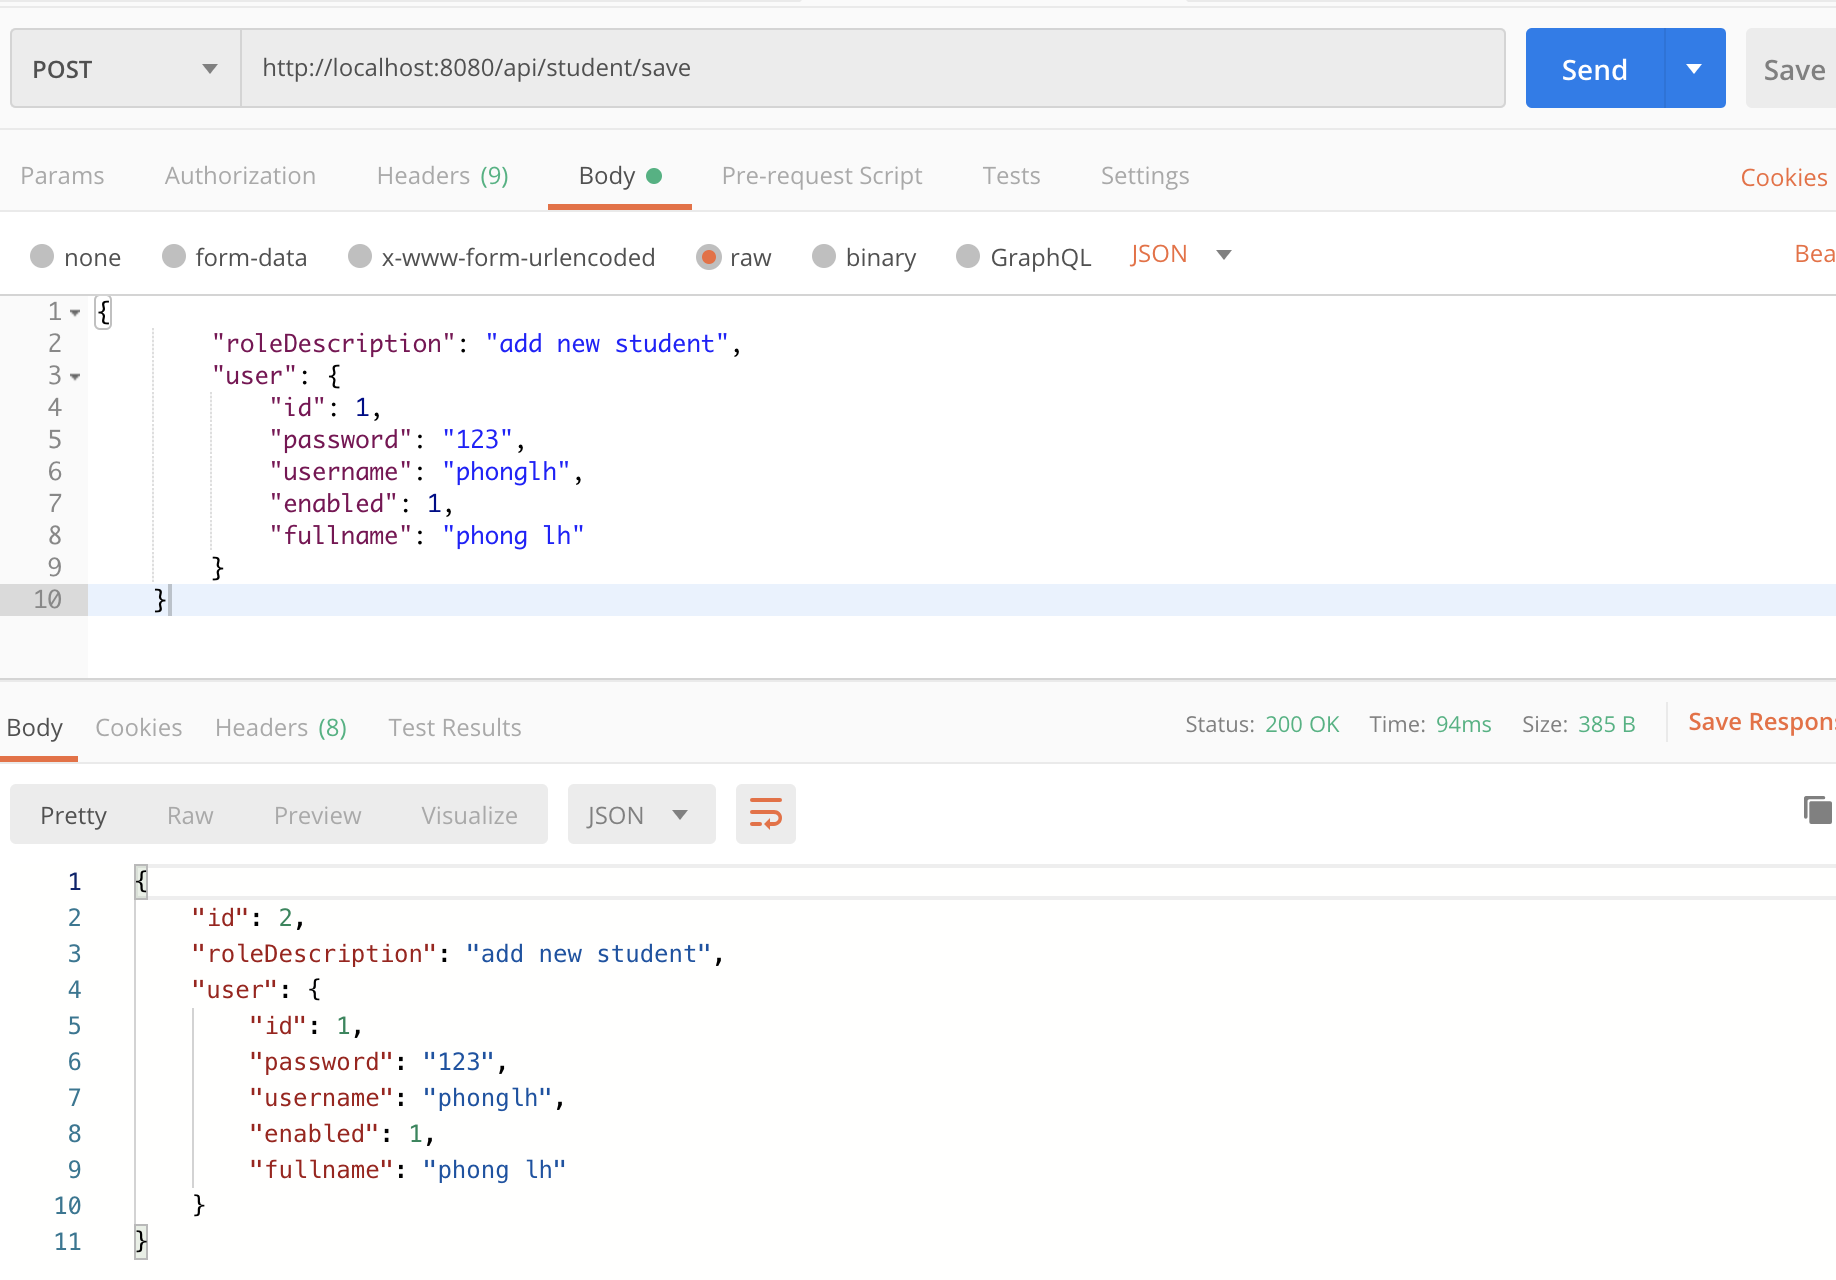 POST http://localhost:8080/api/student/save Send Save
Params Authorization Headers (9) Body Pre-request Script Tests Settings Cookies
none form-data x-www-form-urlencoded raw binary GraphQL JSON Bea
1 {
2 "roleDescription": "add new student",
3 "user": {
4 "id": 1,
5 "password": "123",
6 "username": "phonglh",
7 "enabled": 1,
8 "fullname": "phong lh"
9 }
10 }
Body Cookies Headers (8) Test Results Status: 200 OK Time: 94ms Size: 385 B Save Respon
Pretty Raw Preview Visualize JSON
1 {
2 "id": 2,
3 "roleDescription": "add new student",
4 "user": {
5 "id": 1,
6 "password": "123",
7 "username": "phonglh",
8 "enabled": 1,
9 "fullname": "phong lh"
10 }
11 }